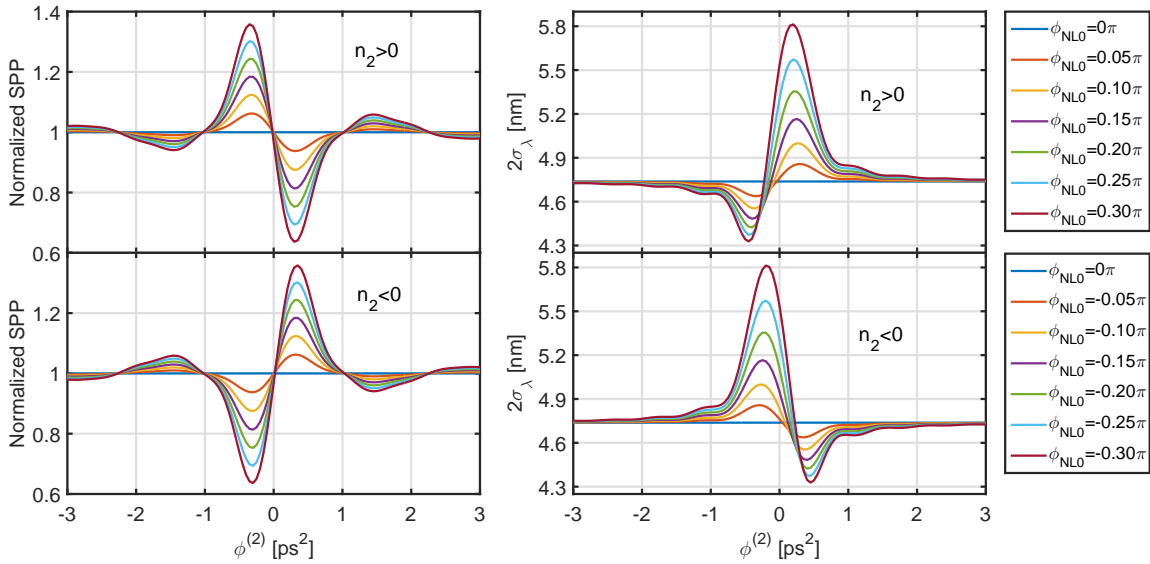 1.4
1.2
1
0.8
0.6
Normalized SPP
n2>0
5.8
5.5
5.2
4.9
4.6
4.3
2σλ [nm]
n2>0
ϕNL0=0π
ϕNL0=0.05π
ϕNL0=0.10π
ϕNL0=0.15π
ϕNL0=0.20π
ϕNL0=0.25π
ϕNL0=0.30π
0.6
1.2
1
0.8
0.6
Normalized SPP
n2<0
-3 -2 -1 0 1 2 3
ϕ(2) [ps2]
5.8
5.5
5.2
4.9
4.6
4.3
2σλ [nm]
n2<0
-3 -2 -1 0 1 2 3
ϕ(2) [ps2]
ϕNL0=0π
ϕNL0=-0.05π
ϕNL0=-0.10π
ϕNL0=-0.15π
ϕNL0=-0.20π
ϕNL0=-0.25π
ϕNL0=-0.30π